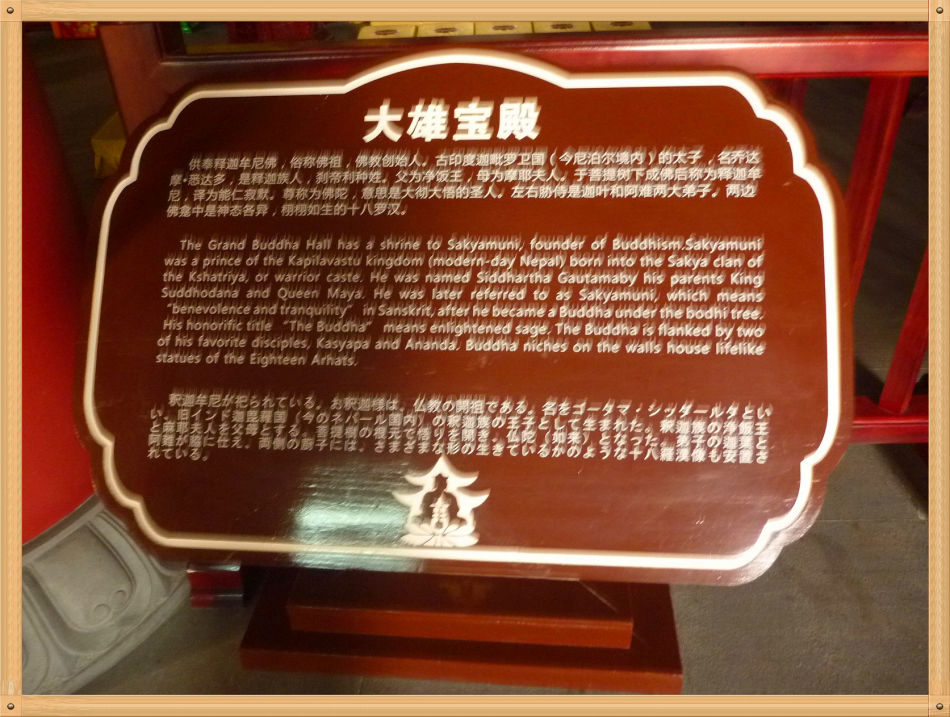 大雄宝殿
供奉释迦牟尼佛，俗称佛祖，佛教创始人。古印度迦毗罗卫国（今尼泊尔境内）的太子，名乔达
摩·悉达多，是释迦族人，刹帝利种姓。父为净饭王，母为摩耶夫人。于菩提树下成佛后称为释迦牟
尼，译为能仁寂默。尊称为佛陀，意思是大彻大悟的圣人。左右胁侍是迦叶和阿难两大弟子。两边
佛龛中是神态各异，栩栩如生的十八罗汉。
The Grand Buddha Hall has a shrine to Sakyamuni, founder of Buddhism.Sakyamuni
was a prince of the Kapilavastu kingdom (modern-day Nepal) born into the Sakya clan of
the Kshatriya, or warrior caste. He was named Siddhartha Gautamaby his parents King
Suddhodana and Queen Maya. He was later referred to as Sakyamuni, which means
“benevolence and tranquility” in Sanskrit, after he became a Buddha under the bodhi tree.
His honorific title “The Buddha” means enlightened sage. The Buddha is flanked by two
of his favorite disciples, Kasyapa and Ananda. Buddha niches on the walls house lifelike
statues of the Eighteen Arhats.
釈迦牟尼が祀られている。お釈迦様は、仏教の開祖である。名をゴータマ・シッダールタとい
い、旧インド迦毘羅国（今のネパール国内）の釈迦族の王子として生まれた。釈迦族の浄飯王
と麻耶夫人を父母とする。菩提樹の根元で悟りを開き、仏陀（如来）となった。弟子の迦葉と
阿難が脇に仕え、両側の厨子には、さまざまな形の生きているかのような十八羅漢像も安置さ
れている。